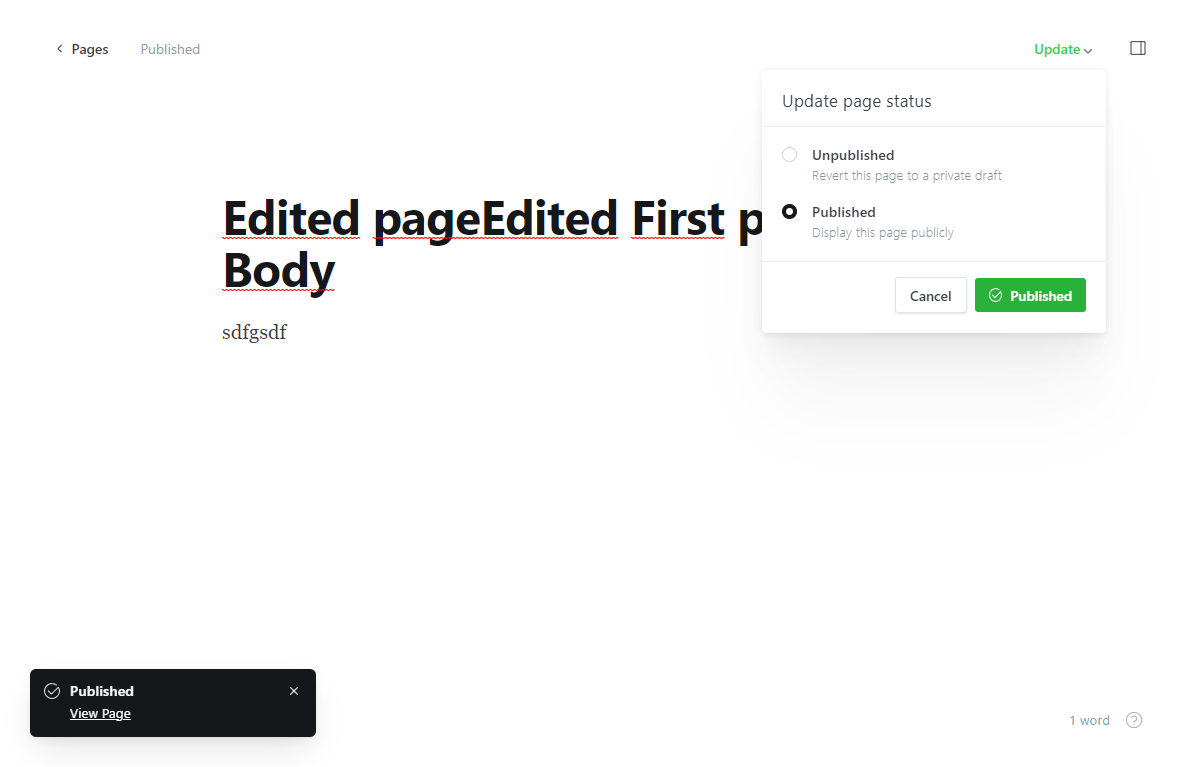 Pages Published Update
Update page status
Unpublished
Revert this page to a private draft
Published
Display this page publicly
Cancel Published
Edited pageEdited First p
Body
sdfgsdf
Published
View Page
1 word